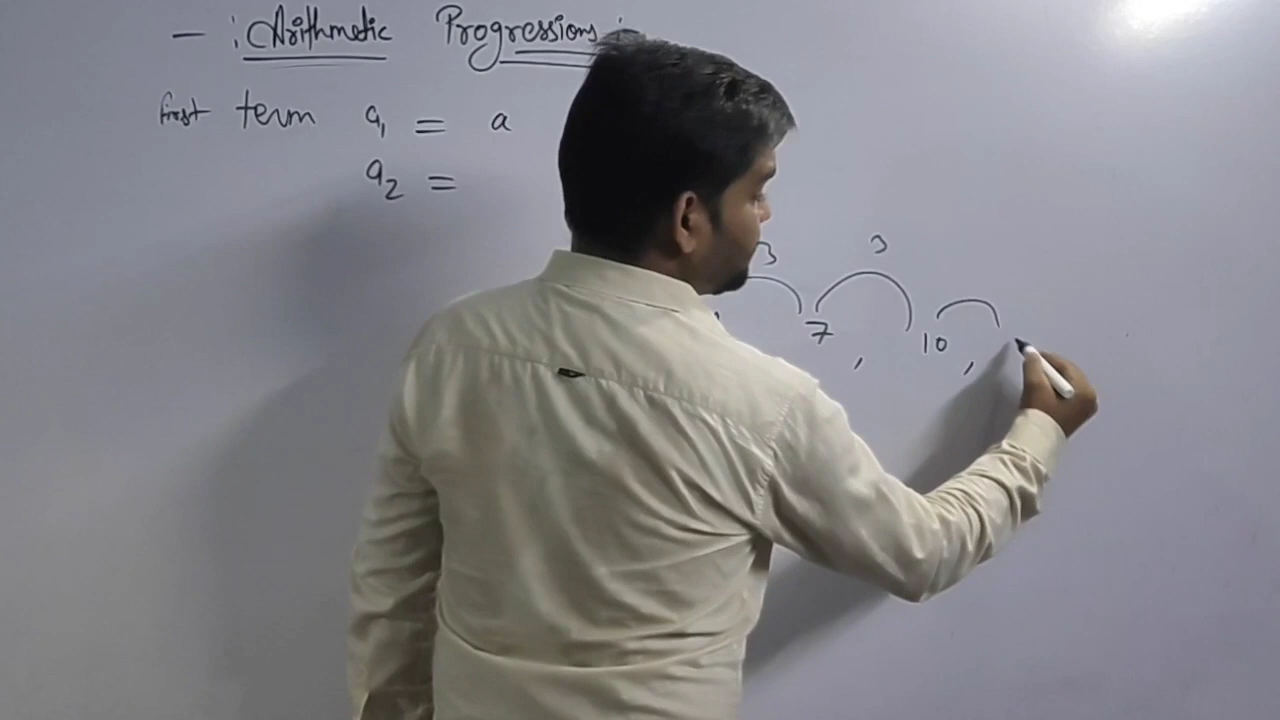 - : Arithmetic Progressions :
first term a₁ = a
a₂ =
3 3
7 , 10 ,